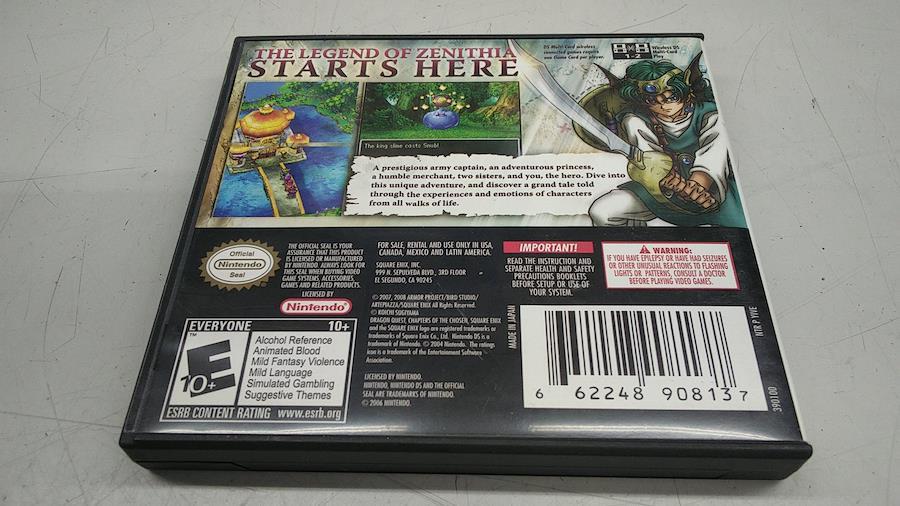 THE LEGEND OF ZENITHIA
STARTS HERE
DS Multi-Card wireless
connected games require
one Game Card per player.
1-2
Wireless DS
Multi-Card
Play
The king slime casts Snub!
A prestigious army captain, an adventurous princess,
a humble merchant, two sisters, and you, the hero. Dive into
this unique adventure, and discover a grand tale told
through the experiences and emotions of characters
from all walks of life.
Official
Nintendo
Seal
THE OFFICIAL SEAL IS YOUR
ASSURANCE THAT THIS PRODUCT
IS LICENSED OR MANUFACTURED
BY NINTENDO. ALWAYS LOOK FOR
THIS SEAL WHEN BUYING VIDEO
GAME SYSTEMS, ACCESSORIES,
GAMES AND RELATED PRODUCTS.
LICENSED BY
Nintendo
FOR SALE, RENTAL AND USE ONLY IN USA,
CANADA, MEXICO AND LATIN AMERICA.
SQUARE ENIX, INC.
999 N. SEPULVEDA BLVD., 3RD FLOOR
EL SEGUNDO, CA 90245
© 2007, 2008 ARMOR PROJECT/BIRD STUDIO/
ARTEPIAZZA/SQUARE ENIX All Rights Reserved.
© KOICHI SUGIYAMA
DRAGON QUEST, CHAPTERS OF THE CHOSEN, SQUARE ENIX
and the SQUARE ENIX logo are registered trademarks or
trademarks of Square Enix Co., Ltd. Nintendo DS is a
trademark of Nintendo. © 2004 Nintendo. The ratings
icon is a trademark of the Entertainment Software
Association.
LICENSED BY NINTENDO.
NINTENDO, NINTENDO DS AND THE OFFICIAL
SEAL ARE TRADEMARKS OF NINTENDO.
© 2006 NINTENDO.
IMPORTANT!
READ THE INSTRUCTION AND
SEPARATE HEALTH AND SAFETY
PRECAUTIONS BOOKLETS
BEFORE SETUP OR USE OF
YOUR SYSTEM.
WARNING:
IF YOU HAVE EPILEPSY OR HAVE HAD SEIZURES
OR OTHER UNUSUAL REACTIONS TO FLASHING
LIGHTS OR PATTERNS, CONSULT A DOCTOR
BEFORE PLAYING VIDEO GAMES.
EVERYONE 10+
E
10+
™
Alcohol Reference
Animated Blood
Mild Fantasy Violence
Mild Language
Simulated Gambling
Suggestive Themes
ESRB CONTENT RATING www.esrb.org
MADE IN JAPAN
6 62248 90813 7
NTR P YIVE
390100